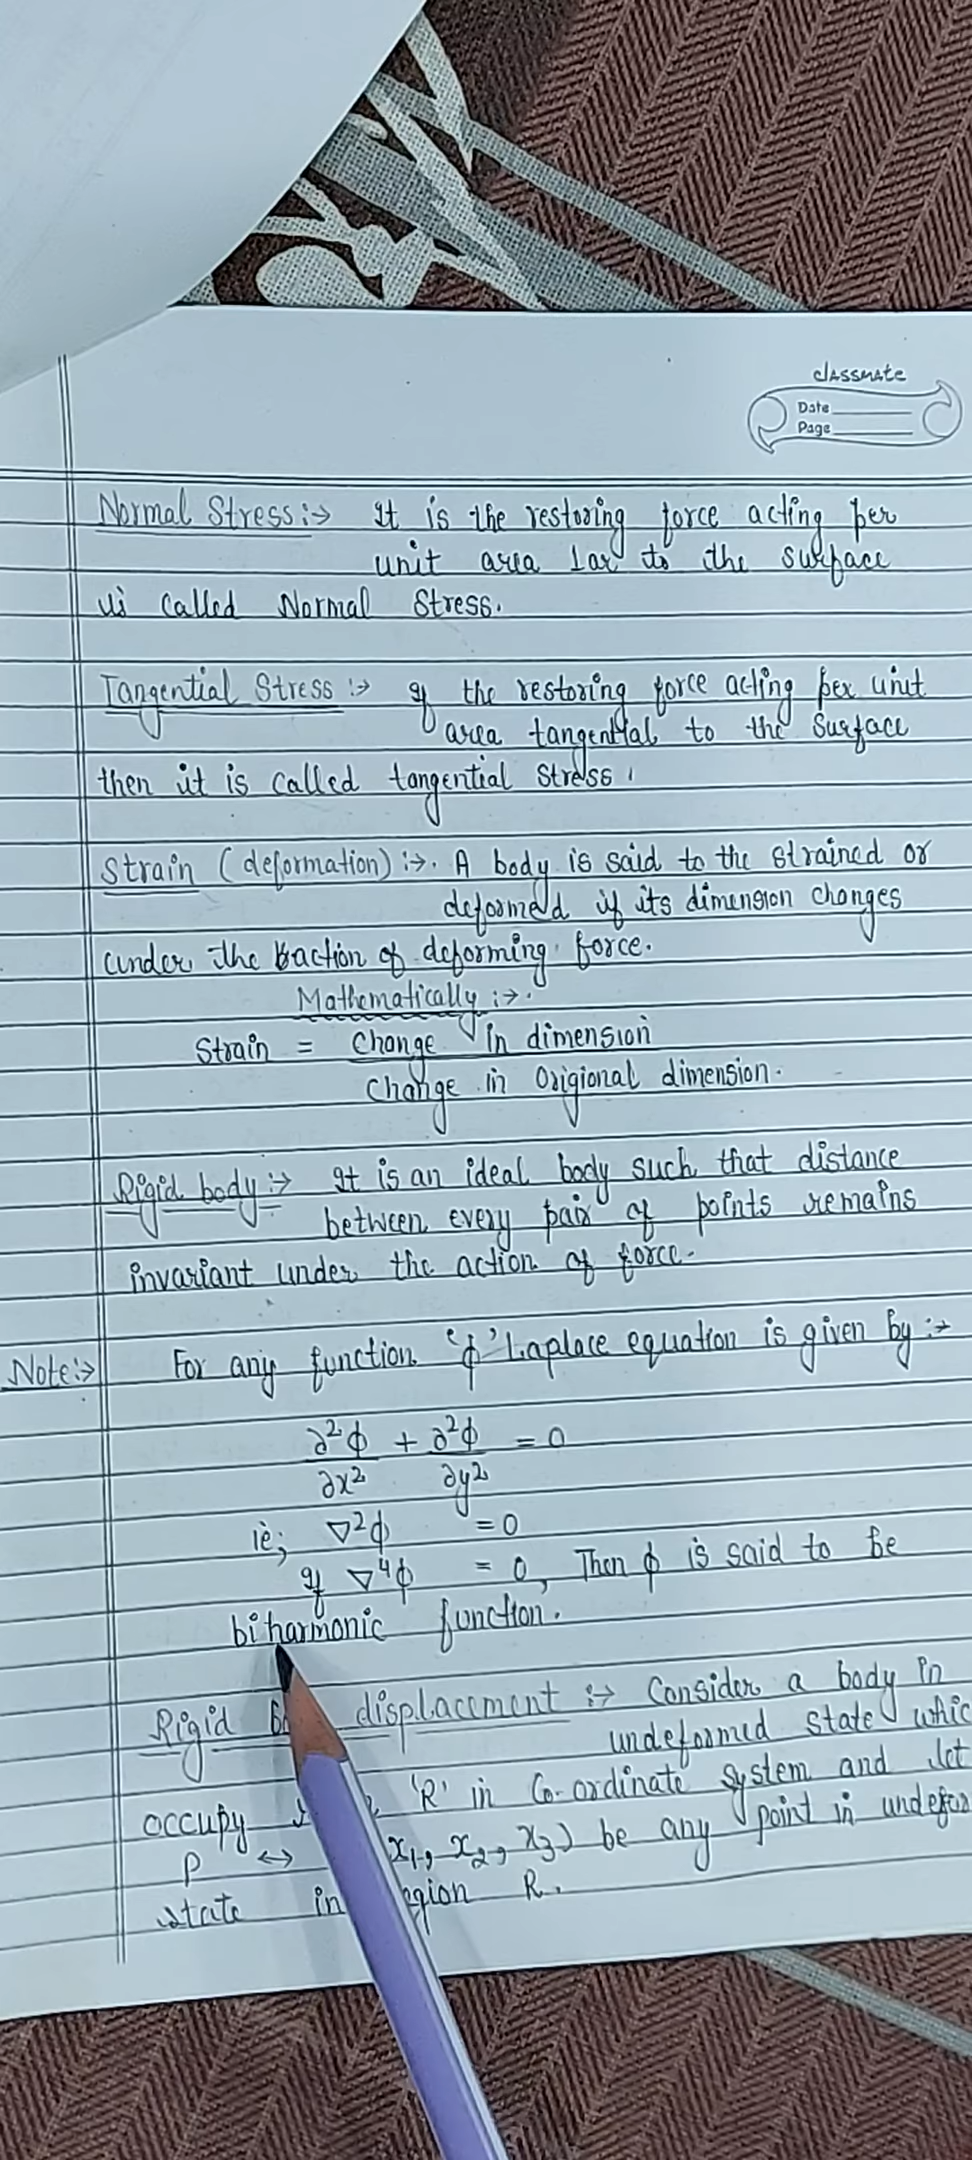 classmate
Date
Page
Normal Stress :→ It is the restoring force acting per
unit area lar to the surface
is called Normal Stress.
Tangential Stress :→ If the restoring force acting per unit
area tangential to the surface
then it is called tangential stress.
Strain (deformation) :→. A body is said to the strained or
deformed if its dimension changes
under the action of deforming force.
Mathematically :→.
Strain = Change in dimension
Change in Origional dimension.
Rigid body :→ It is an ideal body such that distance
between every pair of points remains
invariant under the action of force.
Note :→ For any function 'ϕ' Laplace equation is given by :→
∂²ϕ + ∂²ϕ = 0
∂x² ∂y²
ie; ∇²ϕ = 0
If ∇⁴ϕ = 0, Then ϕ is said to be
biharmonic function.
Rigid displacement :→ Consider a body in
undeformed state
occupy 'R' in Co-ordinate system and let
P ↔ x₁, x₂, x₃) be any point in
state in R.